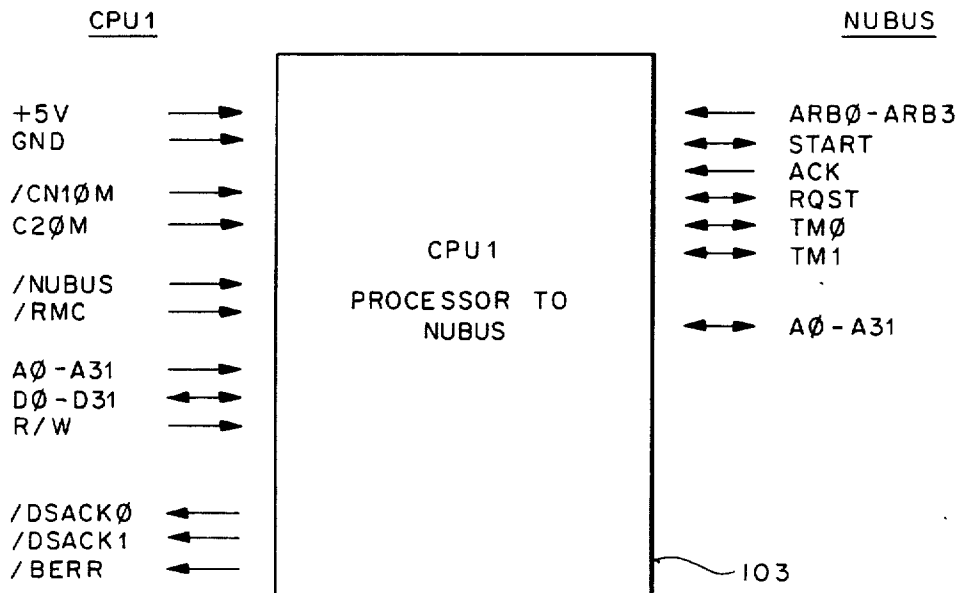 CPU1
NUBUS
+5V
GND
/CN1ØM
C2ØM
/NUBUS
/RMC
AØ-A31
DØ-D31
R/W
/DSACKØ
/DSACK1
/BERR
CPU1
PROCESSOR TO
NUBUS
ARBØ-ARB3
START
ACK
RQST
TMØ
TM1
AØ-A31
103